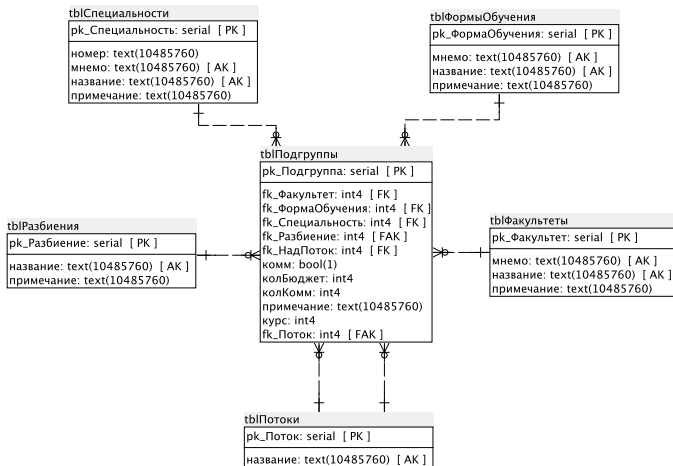 tblСпециальности
pk_Специальность: serial [ PK ]
номер: text(10485760)
мнемо: text(10485760) [ AK ]
название: text(10485760) [ AK ]
примечание: text(10485760)
tblФормыОбучения
pk_ФормаОбучения: serial [ PK ]
мнемо: text(10485760) [ AK ]
название: text(10485760) [ AK ]
примечание: text(10485760)
tblПодгруппы
pk_Подгруппа: serial [ PK ]
fk_Факультет: int4 [ FK ]
fk_ФормаОбучения: int4 [ FK ]
fk_Специальность: int4 [ FK ]
fk_Разбиение: int4 [ FAK ]
fk_НадПоток: int4 [ FK ]
комм: bool(1)
колБюджет: int4
колКомм: int4
примечание: text(10485760)
курс: int4
fk_Поток: int4 [ FAK ]
tblРазбиения
pk_Разбиение: serial [ PK ]
название: text(10485760) [ AK ]
примечание: text(10485760)
tblФакультеты
pk_Факультет: serial [ PK ]
мнемо: text(10485760) [ AK ]
название: text(10485760) [ AK ]
примечание: text(10485760)
tblПотоки
pk_Поток: serial [ PK ]
название: text(10485760) [ AK ]